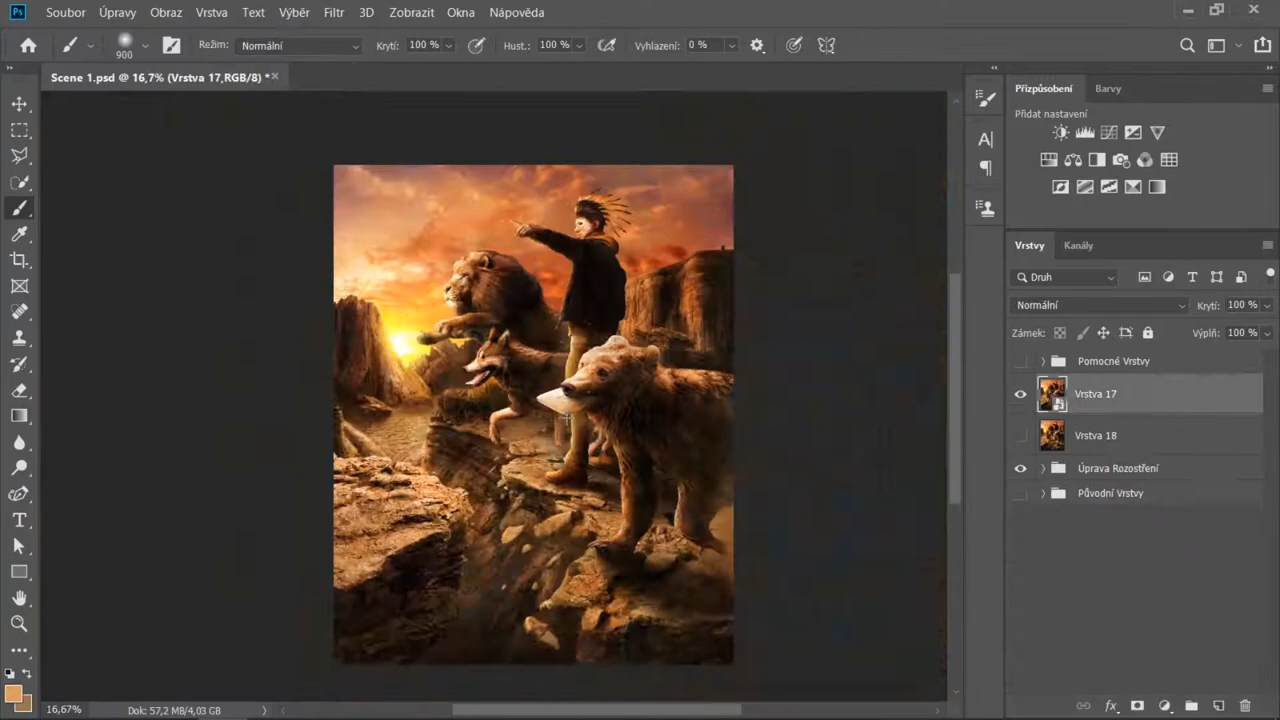 Ps Soubor Úpravy Obraz Vrstva Text Výběr Filtr 3D Zobrazit Okna Nápověda
900 Režim: Normální Krytí: 100 % Hust.: 100 % Vyhlazení: 0 %
Scene 1.psd @ 16,7% (Vrstva 17,RGB/8) *
Přizpůsobení Barvy
Přidat nastavení
Vrstvy Kanály
Druh
Normální Krytí: 100 %
Zámek: Výplň: 100 %
Pomocné Vrstvy
Vrstva 17
Vrstva 18
Úprava Rozostření
Původní Vrstvy
16,67% Dok: 57,2 MB/4,03 GB